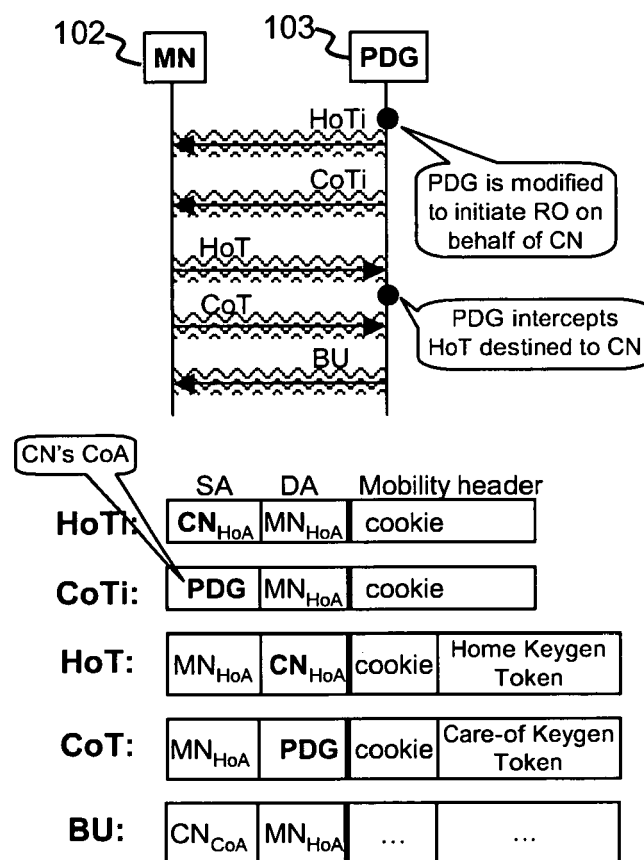 102 103
MN PDG
HoTi
CoTi
PDG is modified
to initiate RO on
behalf of CN
HoT
CoT
PDG intercepts
HoT destined to CN
BU
CN's CoA
SA DA Mobility header
HoTi: CNHoA MNHoA cookie
CoTi: PDG MNHoA cookie
HoT: MNHoA CNHoA cookie Home Keygen
Token
CoT: MNHoA PDG cookie Care-of Keygen
Token
BU: CNCoA MNHoA ... ...